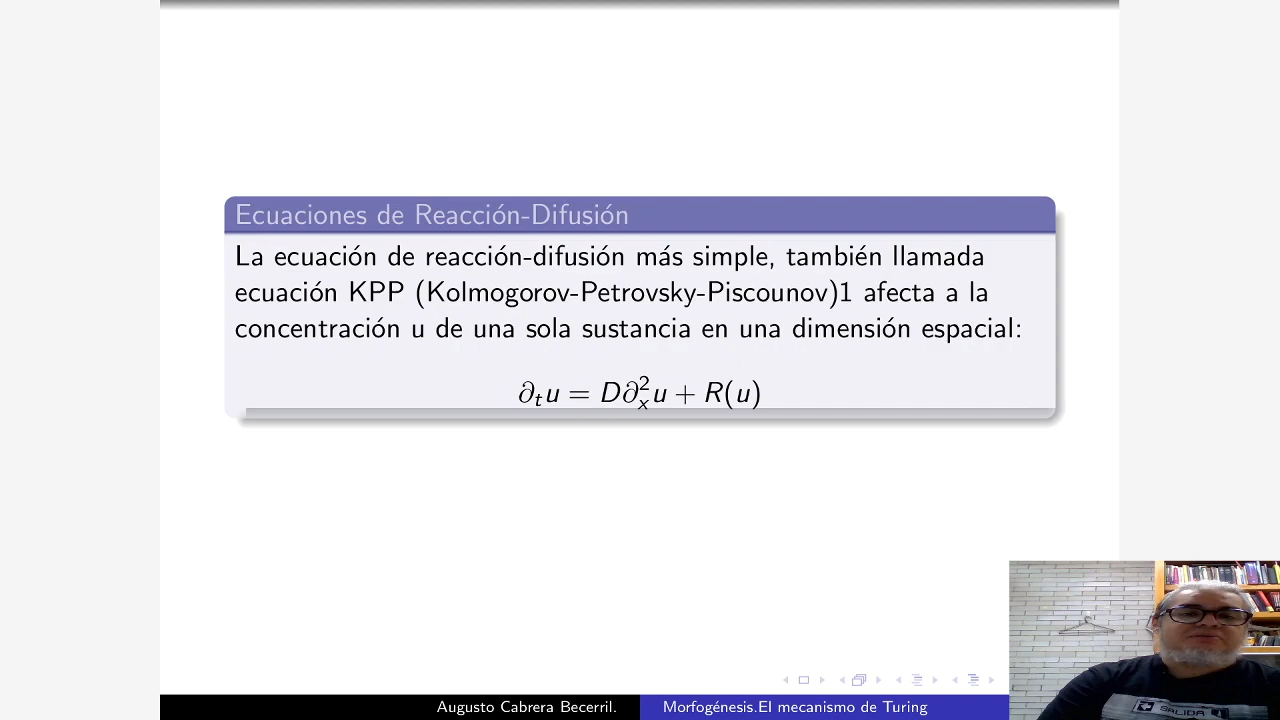 Ecuaciones de Reacción-Difusión
La ecuación de reacción-difusión más simple, también llamada
ecuación KPP (Kolmogorov-Petrovsky-Piscounov)1 afecta a la
concentración u de una sola sustancia en una dimensión espacial:
∂ₜu = D∂²ₓu + R(u)
Augusto Cabrera Becerril.
Morfogénesis.El mecanismo de Turing
SALIDA